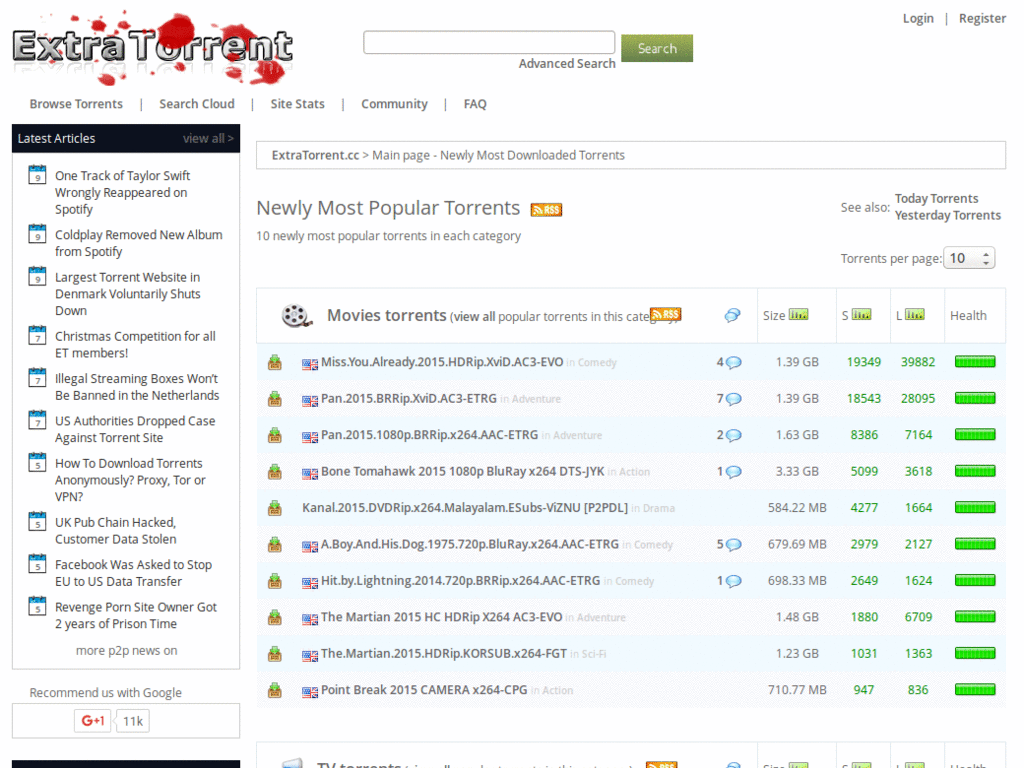 ExtraTorrent
Login | Register
Search
Advanced Search
Browse Torrents | Search Cloud | Site Stats | Community | FAQ
Latest Articles view all >
9 One Track of Taylor Swift
Wrongly Reappeared on
Spotify
9 Coldplay Removed New Album
from Spotify
9 Largest Torrent Website in
Denmark Voluntarily Shuts
Down
7 Christmas Competition for all
ET members!
7 Illegal Streaming Boxes Won't
Be Banned in the Netherlands
7 US Authorities Dropped Case
Against Torrent Site
5 How To Download Torrents
Anonymously? Proxy, Tor or
VPN?
5 UK Pub Chain Hacked,
Customer Data Stolen
5 Facebook Was Asked to Stop
EU to US Data Transfer
5 Revenge Porn Site Owner Got
2 years of Prison Time
more p2p news on
Recommend us with Google
G+1 11k
ExtraTorrent.cc > Main page - Newly Most Downloaded Torrents
Newly Most Popular Torrents RSS
10 newly most popular torrents in each category
See also: Today Torrents
Yesterday Torrents
Torrents per page: 10
Movies torrents (view all popular torrents in this category) RSS Size S L Health
Miss.You.Already.2015.HDRip.XviD.AC3-EVO in Comedy 4 1.39 GB 19349 39882
Pan.2015.BRRip.XviD.AC3-ETRG in Adventure 7 1.39 GB 18543 28095
Pan.2015.1080p.BRRip.x264.AAC-ETRG in Adventure 2 1.63 GB 8386 7164
Bone Tomahawk 2015 1080p BluRay x264 DTS-JYK in Action 1 3.33 GB 5099 3618
Kanal.2015.DVDRip.x264.Malayalam.ESubs-ViZNU [P2PDL] in Drama 584.22 MB 4277 1664
A.Boy.And.His.Dog.1975.720p.BluRay.x264.AAC-ETRG in Comedy 5 679.69 MB 2979 2127
Hit.by.Lightning.2014.720p.BRRip.x264.AAC-ETRG in Comedy 1 698.33 MB 2649 1624
The Martian 2015 HC HDRip X264 AC3-EVO in Adventure 1.48 GB 1880 6709
The.Martian.2015.HDRip.KORSUB.x264-FGT in Sci-Fi 1.23 GB 1031 1363
Point Break 2015 CAMERA x264-CPG in Action 710.77 MB 947 836
TV torrents RSS Size S L Health